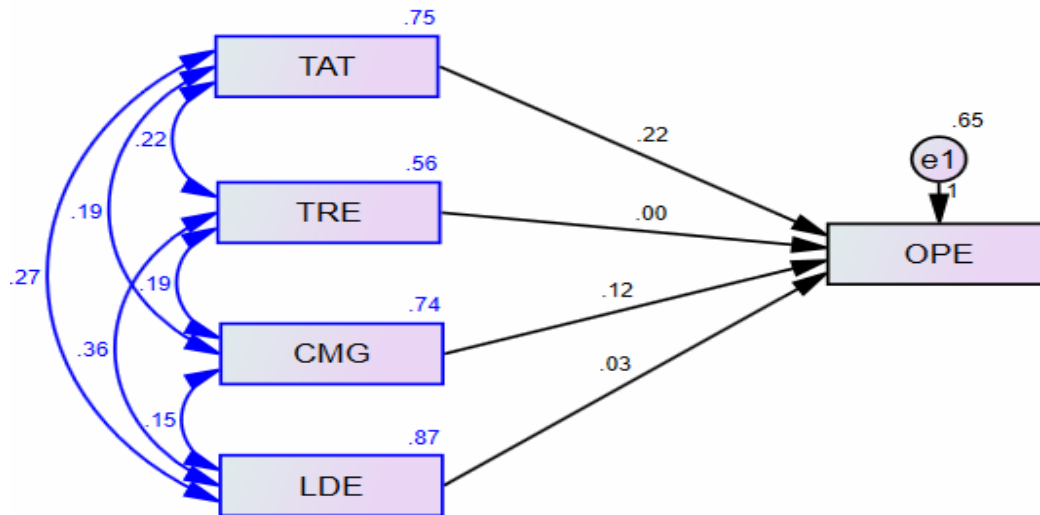 .75
TAT
.65
.22
e1
.22
.56
1
TRE
.00
OPE
.19
.27
.19
.74
.12
CMG
.36
.03
.15
.87
LDE